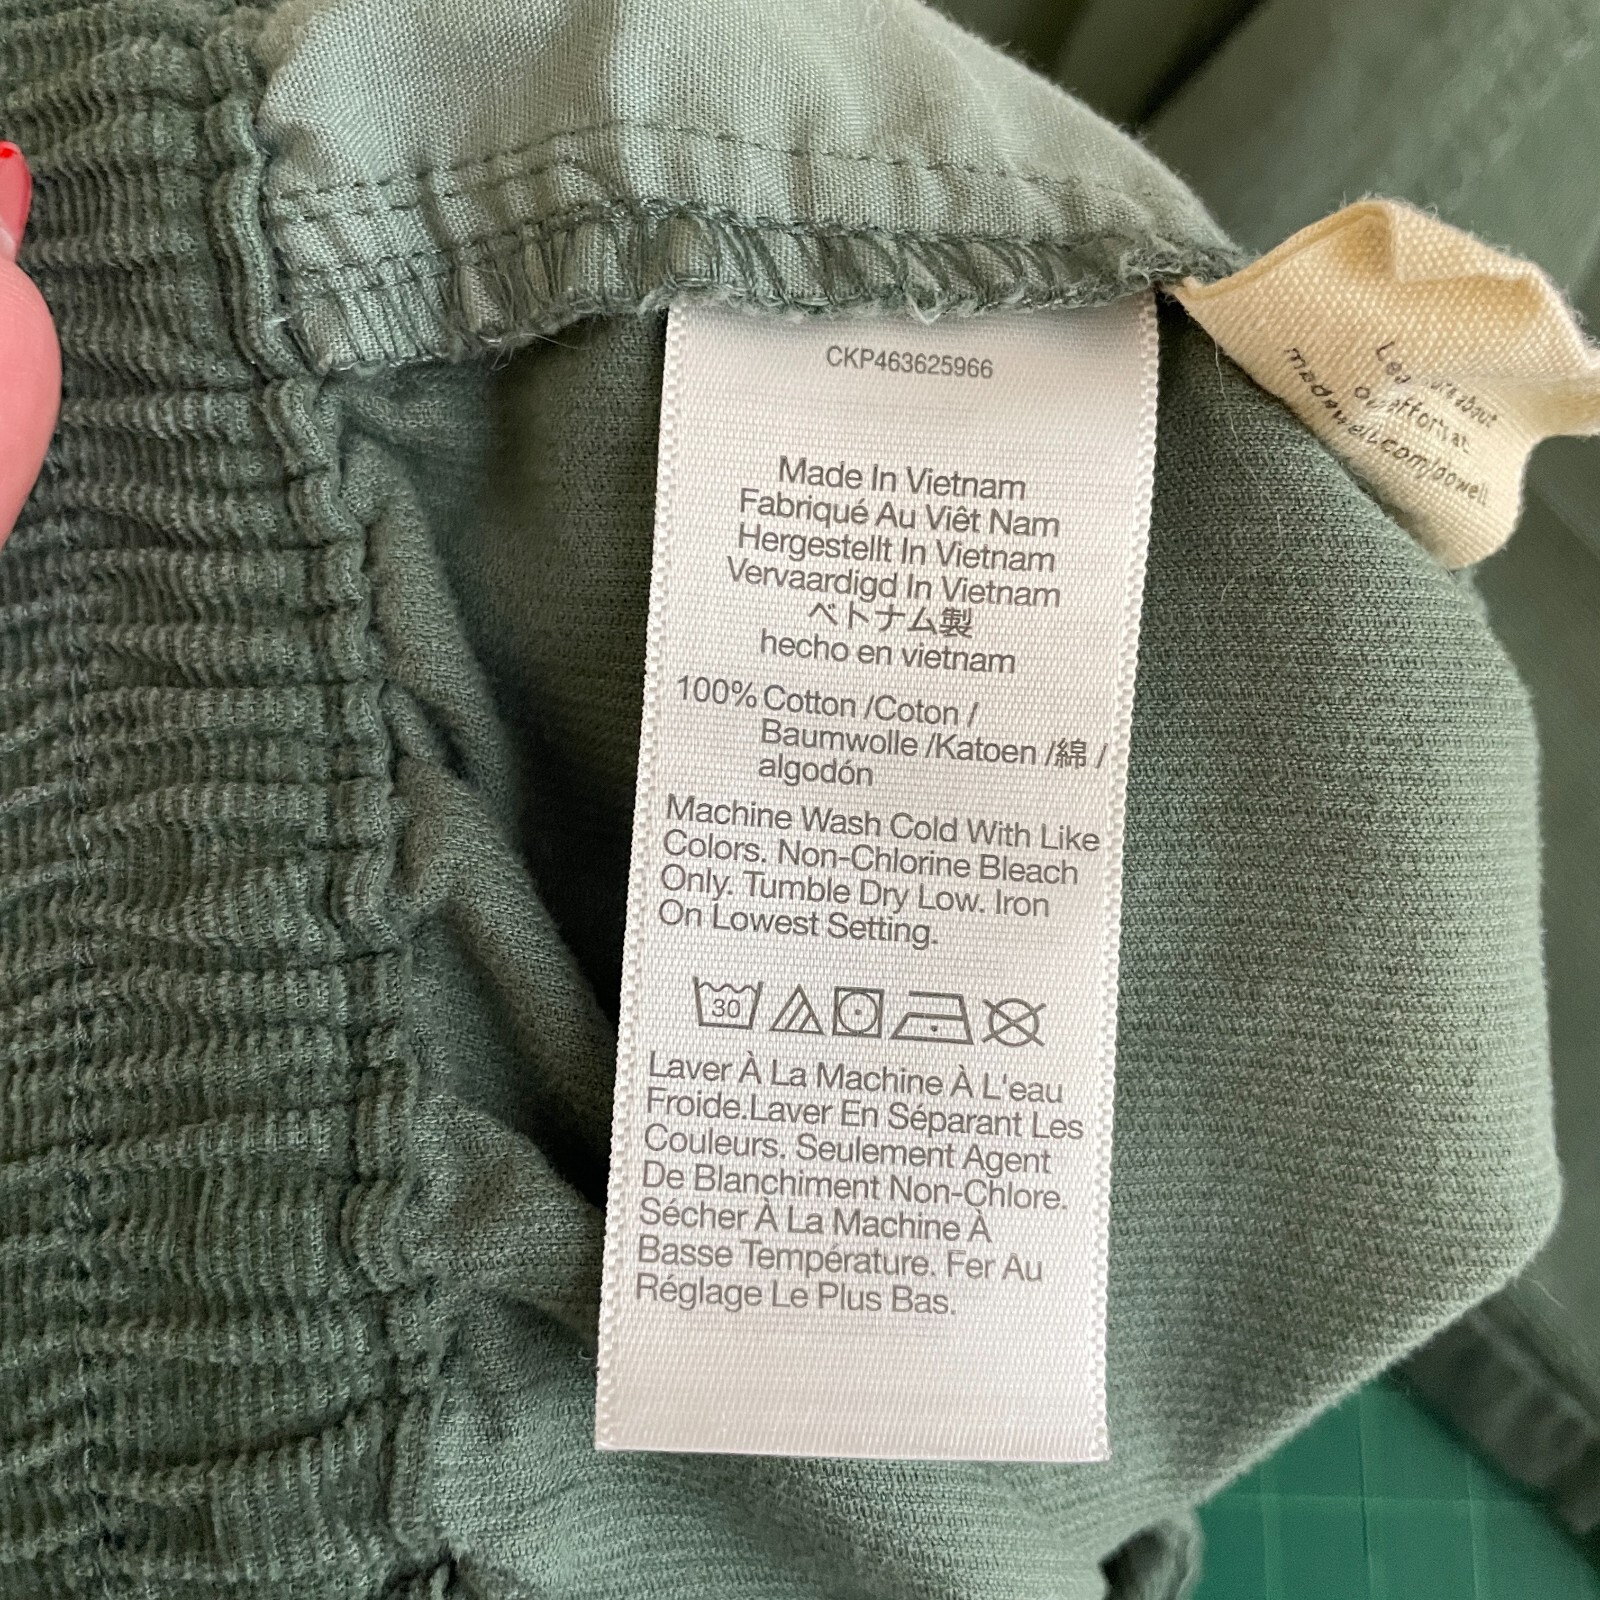 CKP463625966
Made In Vietnam
Fabriqué Au Viêt Nam
Hergestellt In Vietnam
Vervaardigd In Vietnam
ベトナム製
hecho en vietnam
100% Cotton /Coton /
Baumwolle /Katoen /綿 /
algodón
Machine Wash Cold With Like
Colors. Non-Chlorine Bleach
Only. Tumble Dry Low. Iron
On Lowest Setting.
30
Laver À La Machine À L'eau
Froide.Laver En Séparant Les
Couleurs. Seulement Agent
De Blanchiment Non-Chlore.
Sécher À La Machine À
Basse Température. Fer Au
Réglage Le Plus Bas.
about
efforts at
madewell.com/dowell